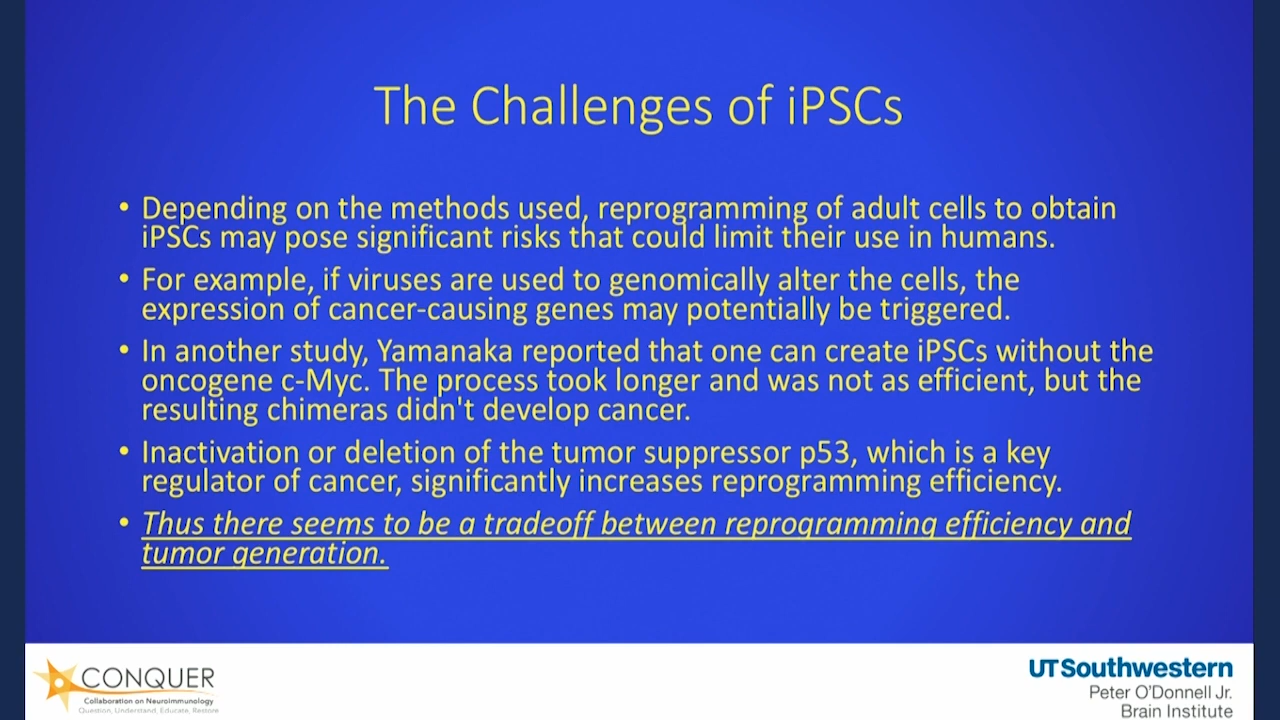 The Challenges of iPSCs
• Depending on the methods used, reprogramming of adult cells to obtain
iPSCs may pose significant risks that could limit their use in humans.
• For example, if viruses are used to genomically alter the cells, the
expression of cancer-causing genes may potentially be triggered.
• In another study, Yamanaka reported that one can create iPSCs without the
oncogene c-Myc. The process took longer and was not as efficient, but the
resulting chimeras didn't develop cancer.
• Inactivation or deletion of the tumor suppressor p53, which is a key
regulator of cancer, significantly increases reprogramming efficiency.
• Thus there seems to be a tradeoff between reprogramming efficiency and
tumor generation.
CONQUER
Collaboration on Neuroimmunology
Question, Understand, Educate, Restore
UTSouthwestern
Peter O'Donnell Jr.
Brain Institute